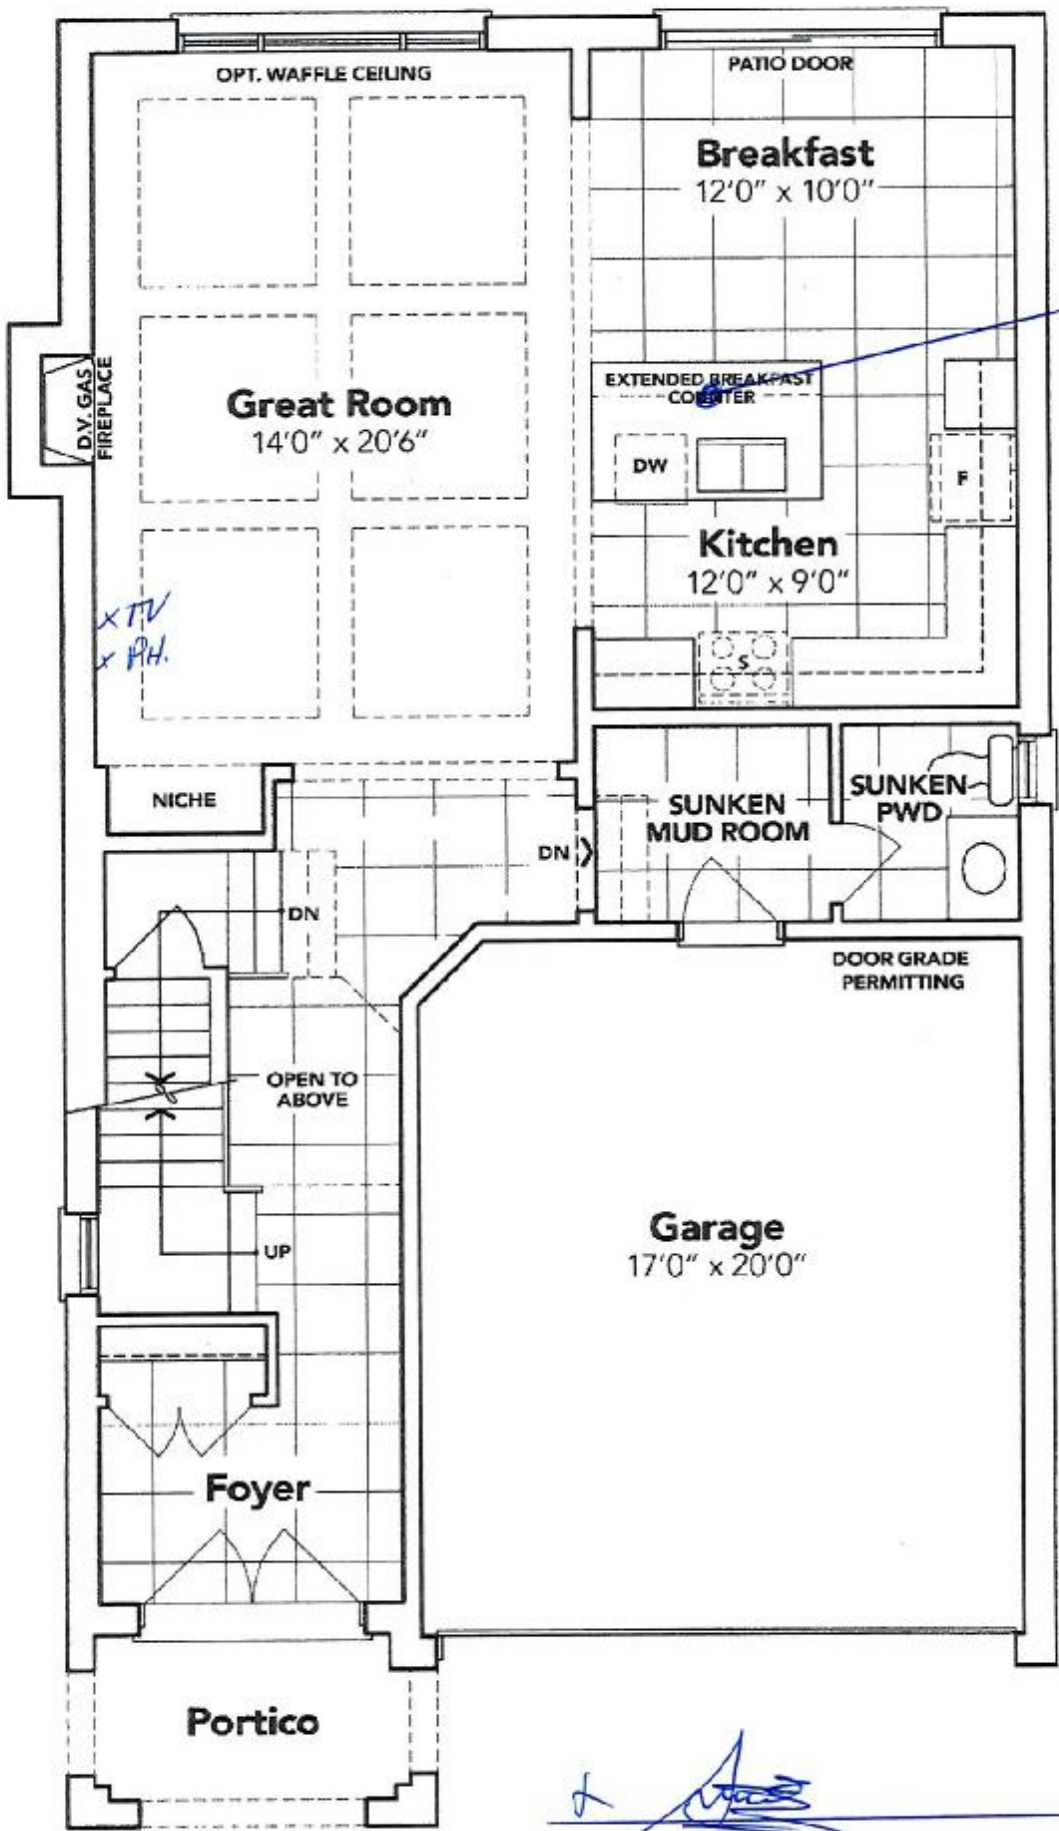 OPT. WAFFLE CEILING
PATIO DOOR
Breakfast
12'0" x 10'0"
D.V. GAS
FIREPLACE
Great Room
14'0" x 20'6"
EXTENDED BREAKFAST
COUNTER
DW
F
Kitchen
12'0" x 9'0"
x TV
x PH.
S
NICHE
SUNKEN
MUD ROOM
SUNKEN
PWD
DN
DN
DOOR GRADE
PERMITTING
OPEN TO
ABOVE
UP
Garage
17'0" x 20'0"
Foyer
Portico